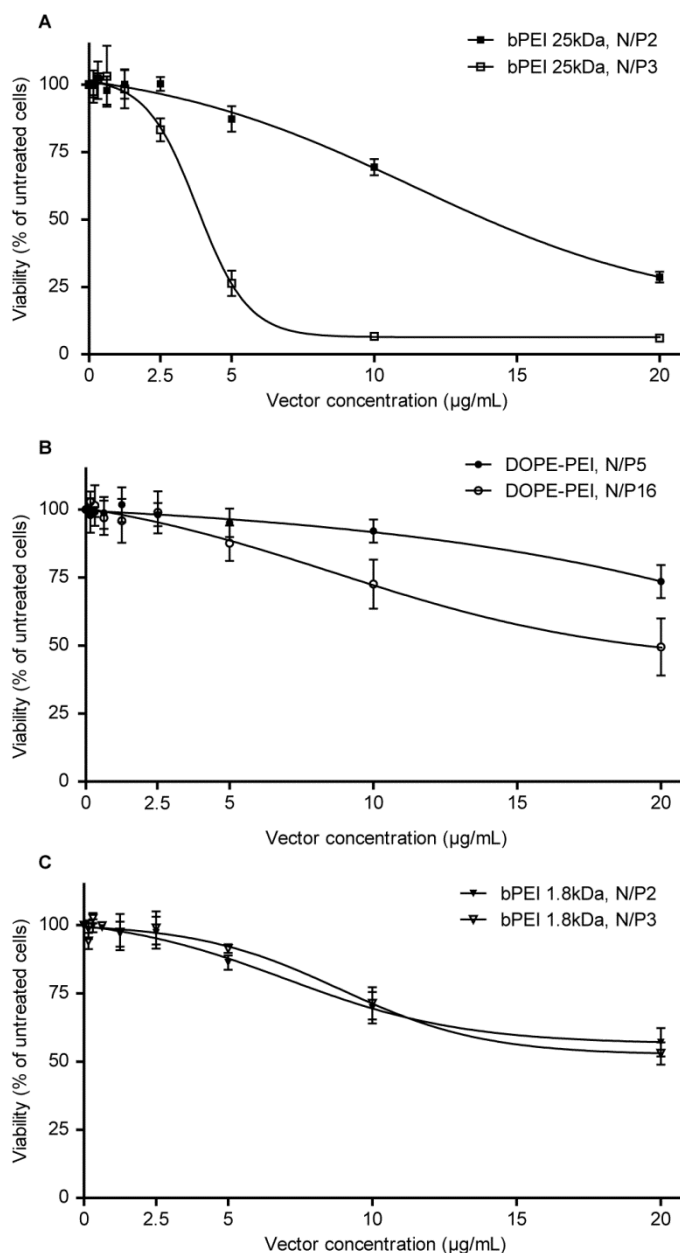 A
bPEI 25kDa, N/P2
bPEI 25kDa, N/P3
Viability (% of untreated cells)
100
75
50
25
0
0 2.5 5 10 15 20
Vector concentration (µg/mL)
B
DOPE-PEI, N/P5
DOPE-PEI, N/P16
Viability (% of untreated cells)
100
75
50
25
0
0 2.5 5 10 15 20
Vector concentration (µg/mL)
C
bPEI 1.8kDa, N/P2
bPEI 1.8kDa, N/P3
Viability (% of untreated cells)
100
75
50
25
0
0 2.5 5 10 15 20
Vector concentration (µg/mL)